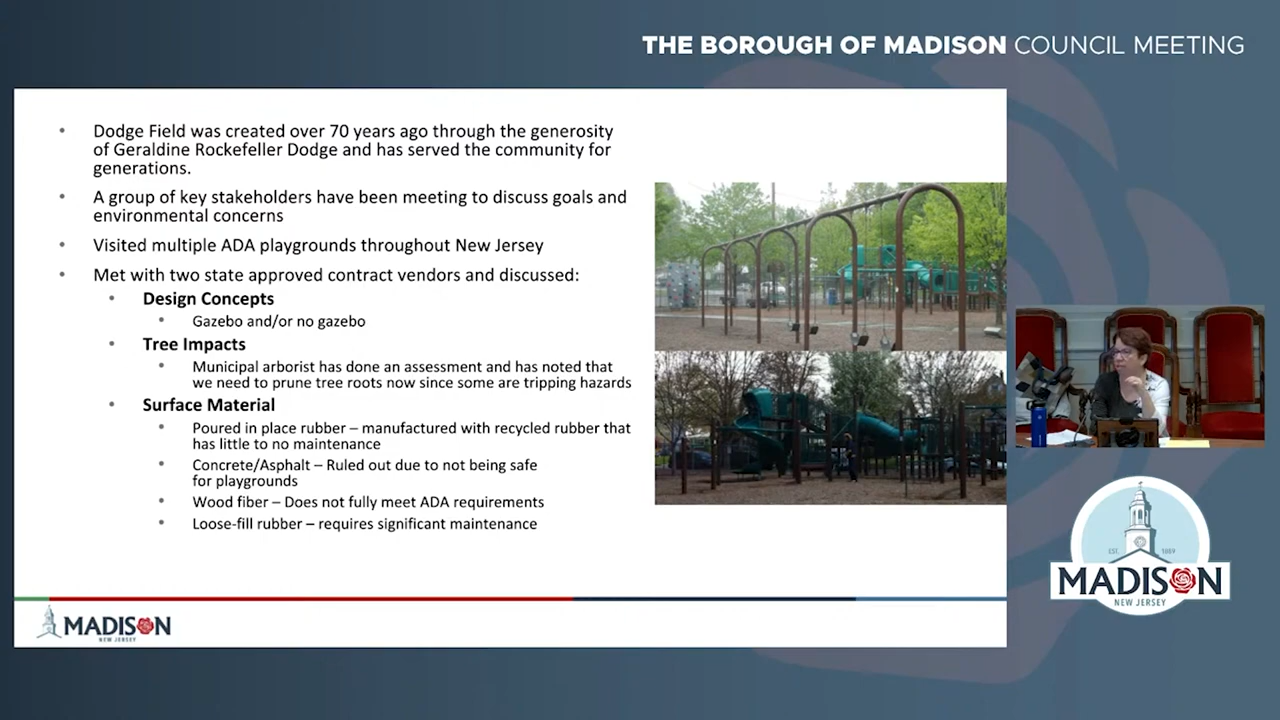 THE BOROUGH OF MADISON COUNCIL MEETING
• Dodge Field was created over 70 years ago through the generosity
of Geraldine Rockefeller Dodge and has served the community for
generations.
• A group of key stakeholders have been meeting to discuss goals and
environmental concerns
• Visited multiple ADA playgrounds throughout New Jersey
• Met with two state approved contract vendors and discussed:
• Design Concepts
• Gazebo and/or no gazebo
• Tree Impacts
• Municipal arborist has done an assessment and has noted that
we need to prune tree roots now since some are tripping hazards
• Surface Material
• Poured in place rubber – manufactured with recycled rubber that
has little to no maintenance
• Concrete/Asphalt – Ruled out due to not being safe
for playgrounds
• Wood fiber – Does not fully meet ADA requirements
• Loose-fill rubber – requires significant maintenance
MADISON
NEW JERSEY
EST. 1889
MADISON
NEW JERSEY